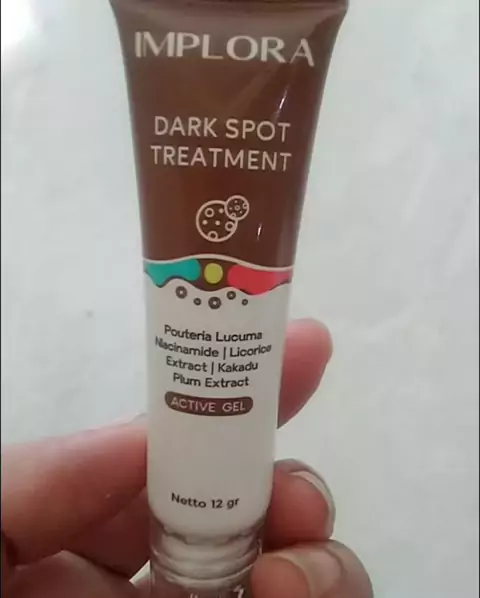 IMPLORA
DARK SPOT
TREATMENT
Pouteria Lucuma
Niacinamide | Licorice
Extract | Kakadu
Plum Extract
ACTIVE GEL
Netto 12 gr